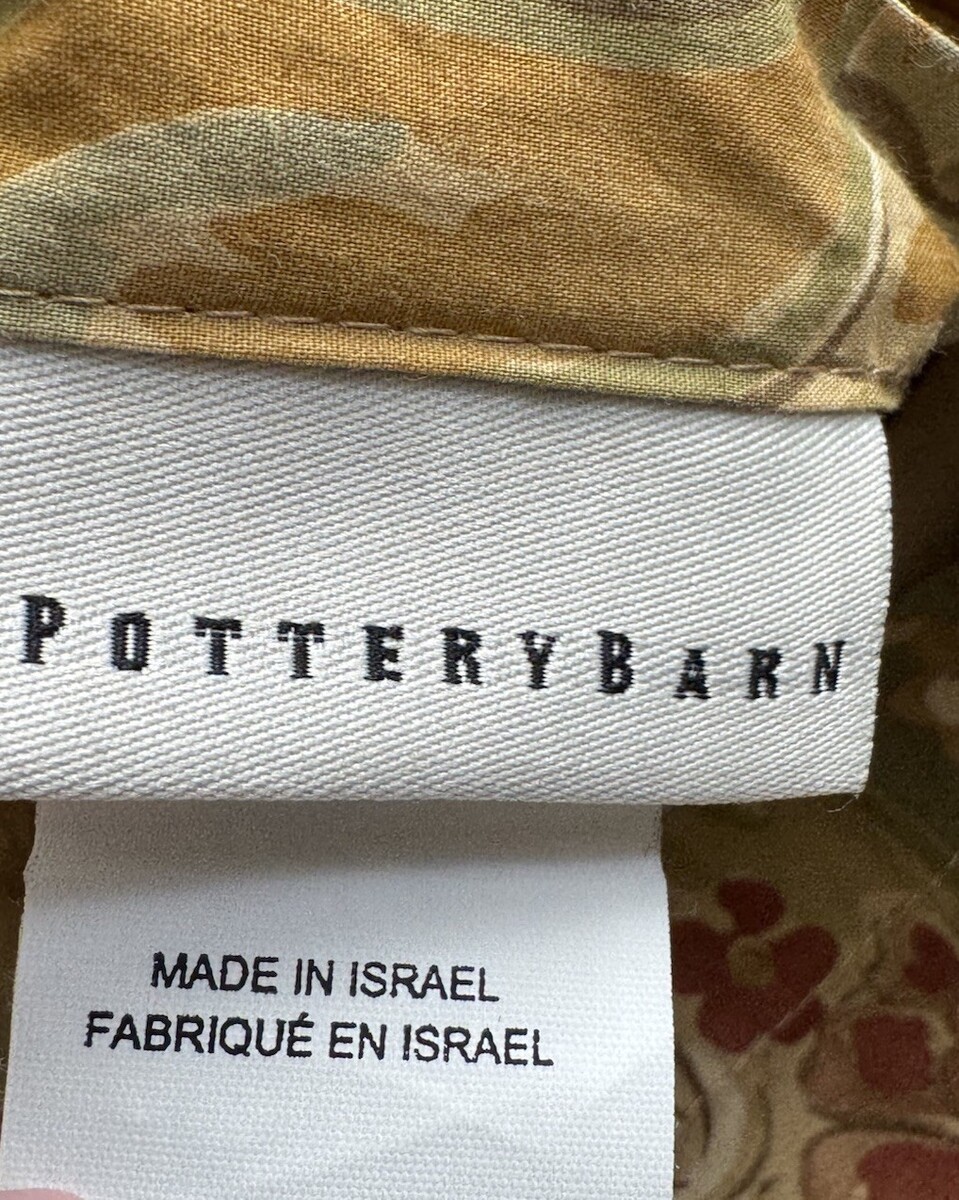 POTTERYBARN
MADE IN ISRAEL
FABRIQUÉ EN ISRAEL